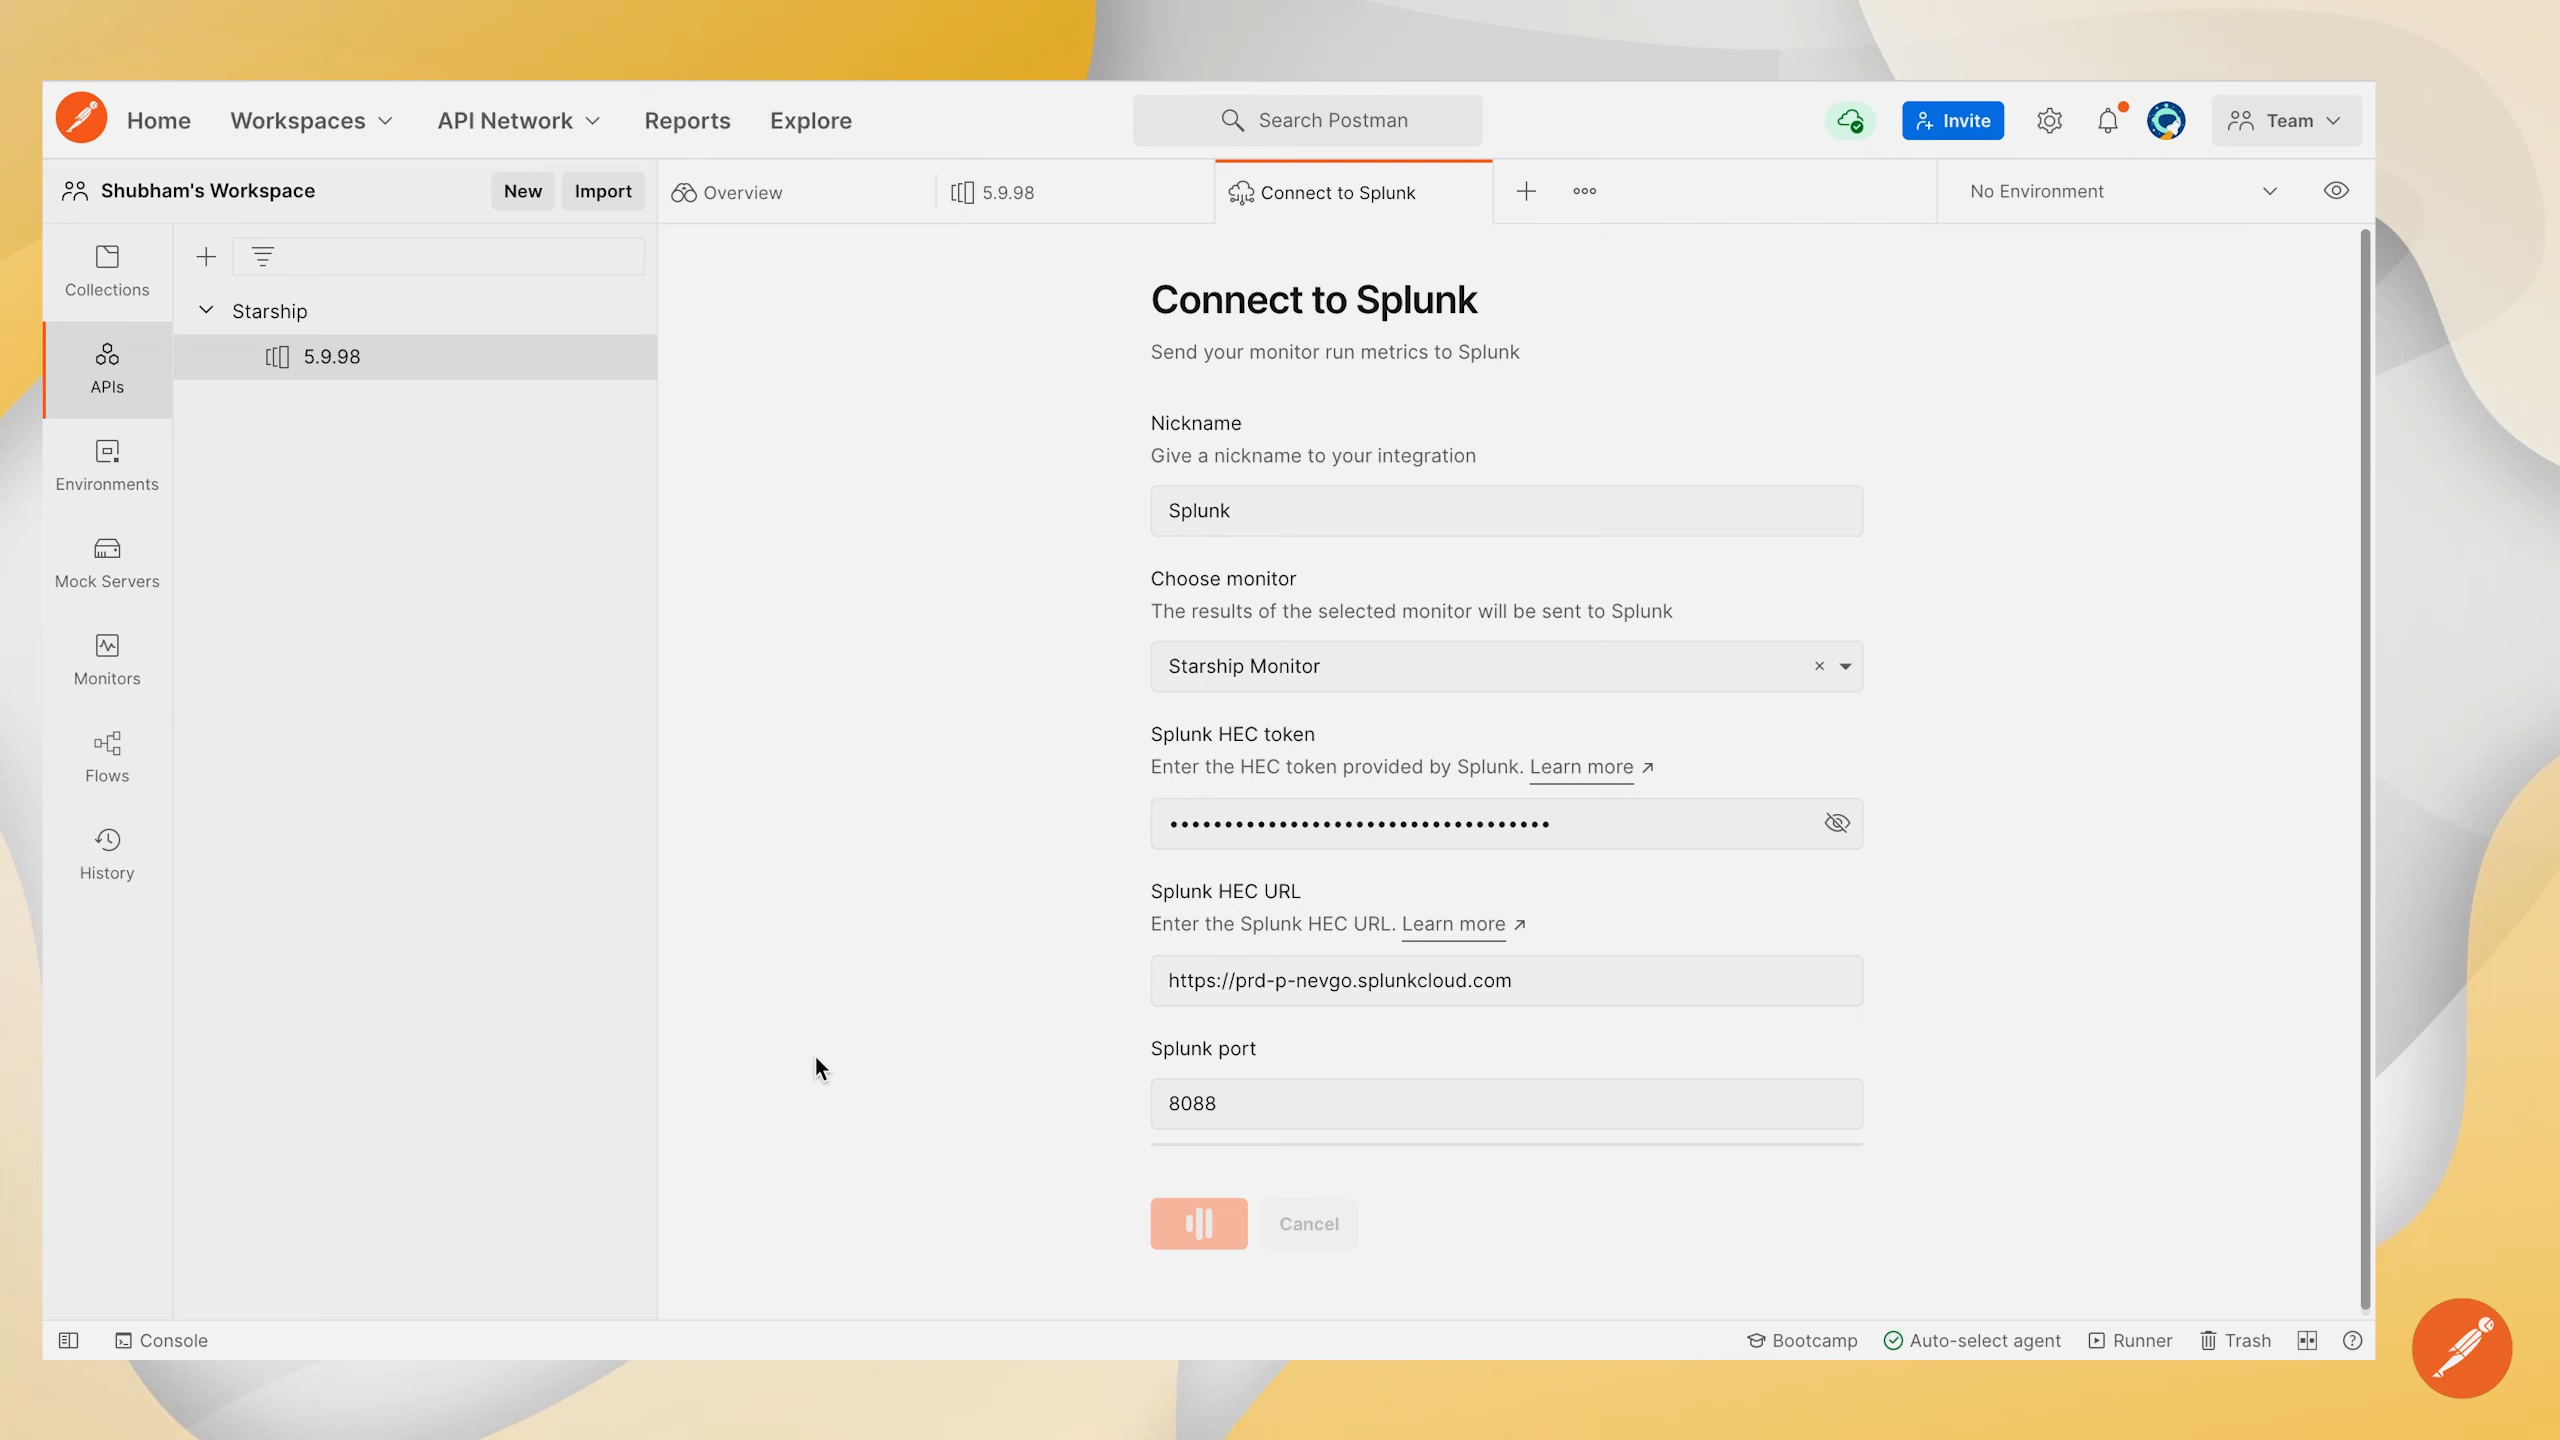 Home
Workspaces
API Network
Reports
Explore
Search Postman
Invite
Team
Shubham's Workspace
New
Import
Overview
5.9.98
Connect to Splunk
No Environment
Collections
APIs
Environments
Mock Servers
Monitors
Flows
History
Starship
5.9.98
Connect to Splunk
Send your monitor run metrics to Splunk
Nickname
Give a nickname to your integration
Splunk
Choose monitor
The results of the selected monitor will be sent to Splunk
Starship Monitor
Splunk HEC token
Enter the HEC token provided by Splunk. Learn more ↗
•••••••••••••••••••••••••••••••••••
Splunk HEC URL
Enter the Splunk HEC URL. Learn more ↗
https://prd-p-nevgo.splunkcloud.com
Splunk port
8088
Cancel
Console
Bootcamp
Auto-select agent
Runner
Trash